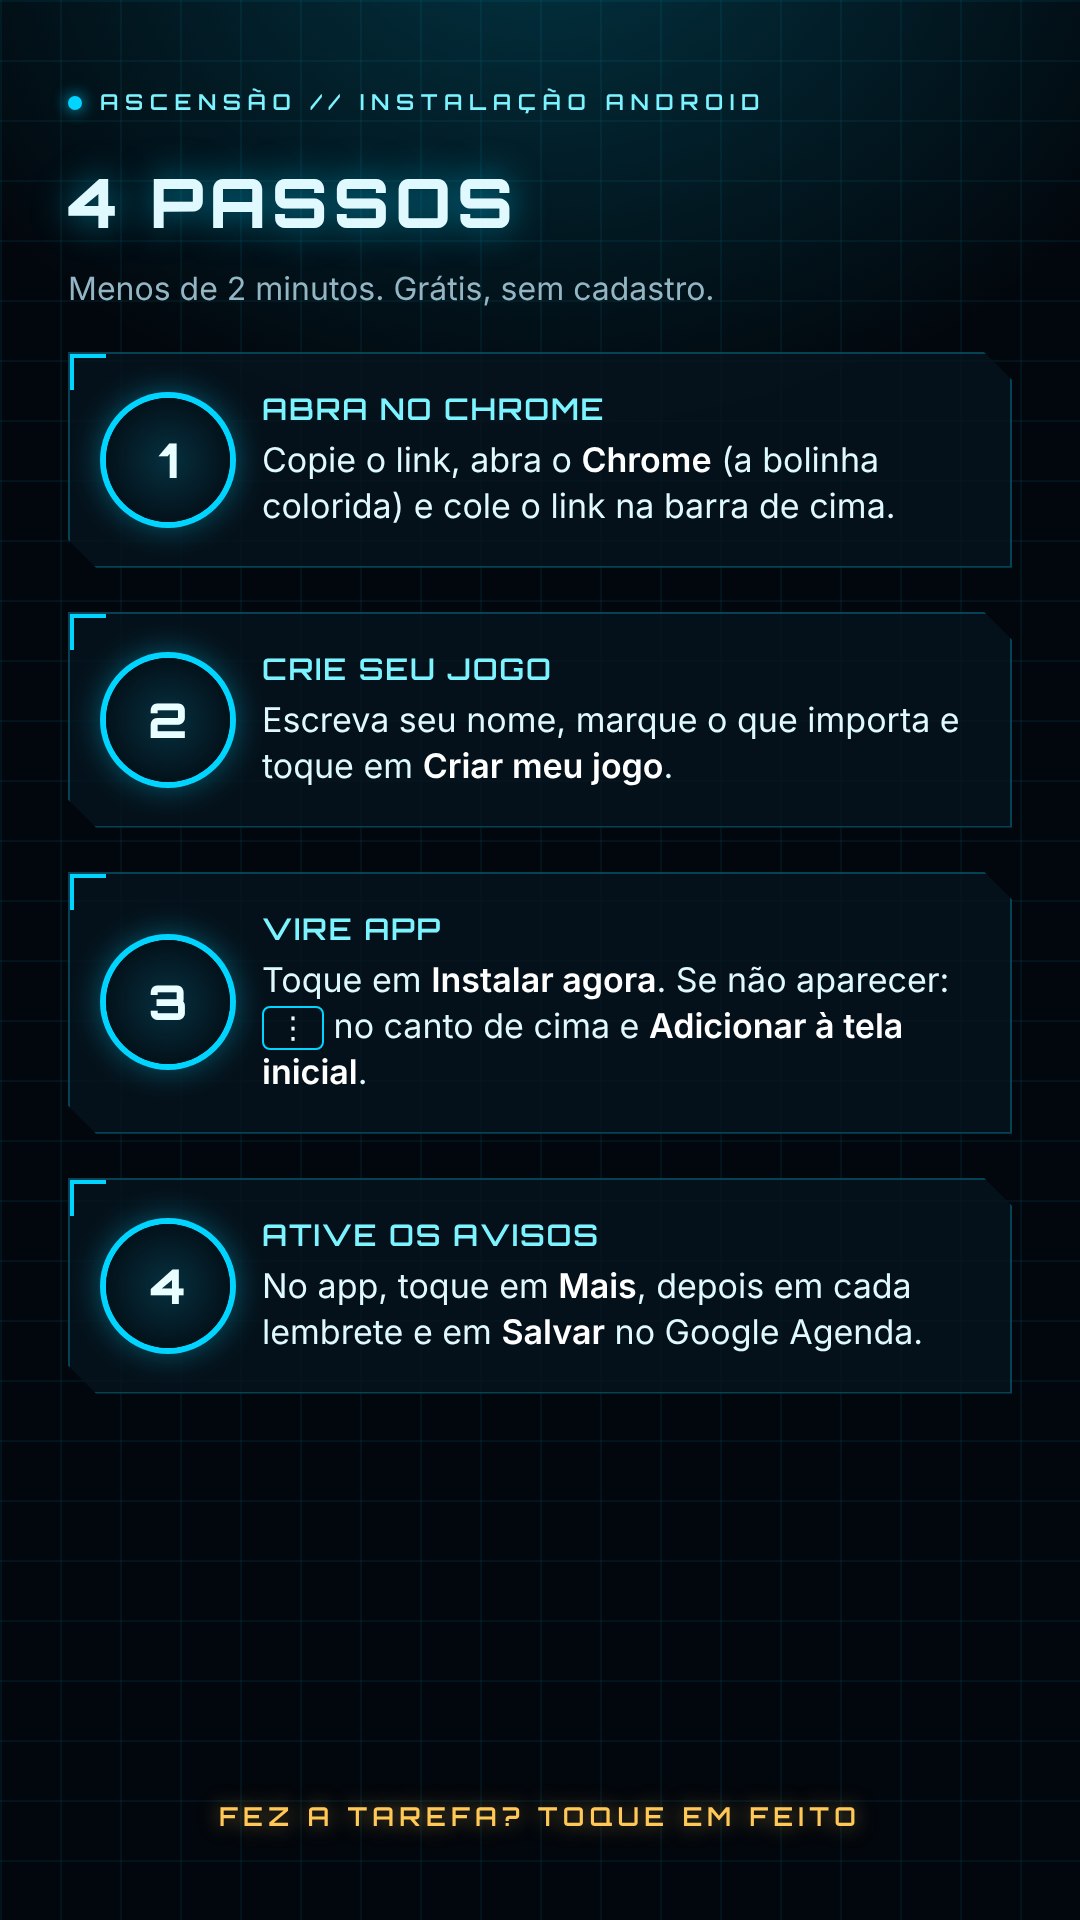 ASCENSÃO // INSTALAÇÃO ANDROID
4 PASSOS
Menos de 2 minutos. Grátis, sem cadastro.
1
ABRA NO CHROME
Copie o link, abra o Chrome (a bolinha
colorida) e cole o link na barra de cima.
2
CRIE SEU JOGO
Escreva seu nome, marque o que importa e
toque em Criar meu jogo.
3
VIRE APP
Toque em Instalar agora. Se não aparecer:
⋮ no canto de cima e Adicionar à tela
inicial.
4
ATIVE OS AVISOS
No app, toque em Mais, depois em cada
lembrete e em Salvar no Google Agenda.
FEZ A TAREFA? TOQUE EM FEITO